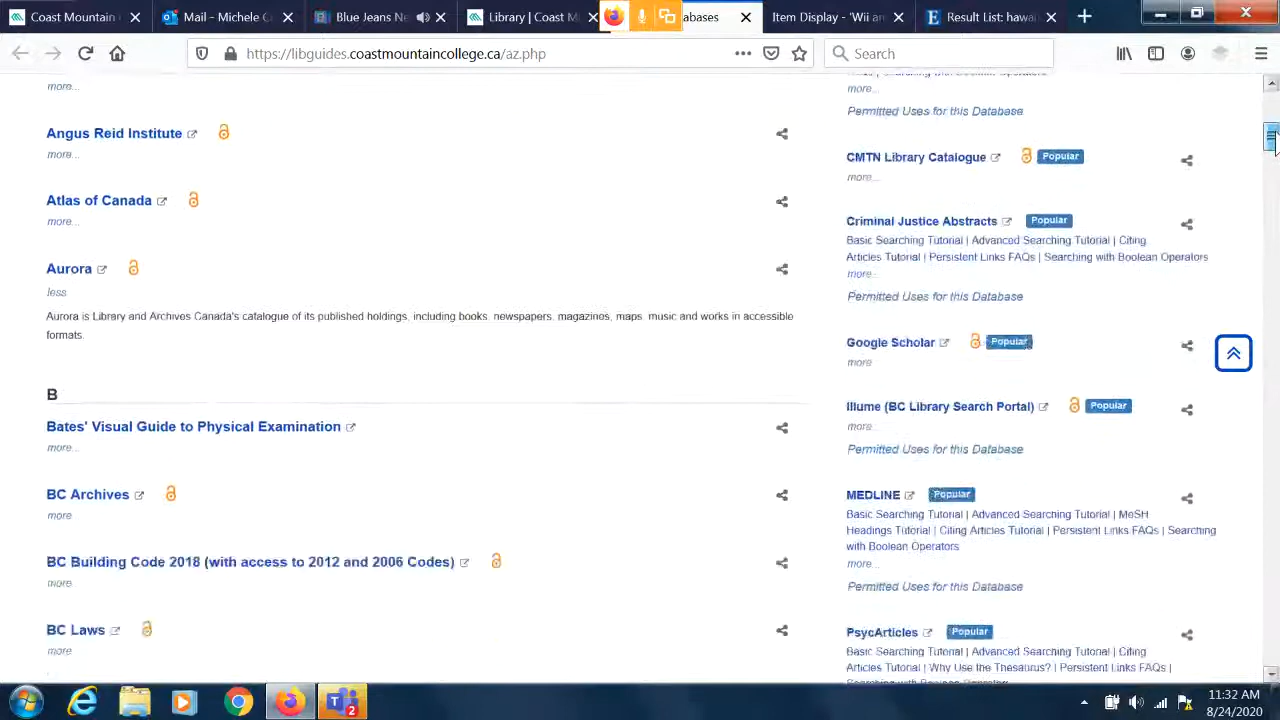 Coast Mountain C
Mail - Michele C
Library | Coast M
abases
Item Display - 'Wii an
Result List: hawai
https://libguides.coastmountaincollege.ca/az.php
Search
more...
Angus Reid Institute
more...
Atlas of Canada
more...
Aurora
less
Aurora is Library and Archives Canada's catalogue of its published holdings, including books, newspapers, magazines, maps, music and works in accessible
formats.
B
Bates' Visual Guide to Physical Examination
more...
BC Archives
more
BC Building Code 2018 (with access to 2012 and 2006 Codes)
more
BC Laws
more
more...
Permitted Uses for this Database
CMTN Library Catalogue
Popular
more...
Criminal Justice Abstracts
Popular
Basic Searching Tutorial | Advanced Searching Tutorial | Citing
Articles Tutorial | Persistent Links FAQs | Searching with Boolean Operators
more...
Permitted Uses for this Database
Google Scholar
Popular
more
Illume (BC Library Search Portal)
Popular
more...
Permitted Uses for this Database
MEDLINE
Popular
Basic Searching Tutorial | Advanced Searching Tutorial | MeSH
Headings Tutorial | Citing Articles Tutorial | Persistent Links FAQs | Searching
with Boolean Operators
more...
Permitted Uses for this Database
PsycArticles
Popular
Basic Searching Tutorial | Advanced Searching Tutorial | Citing
Articles Tutorial | Why Use the Thesaurus? | Persistent Links FAQs |
Searching with Boolean Operators
2
11:32 AM
8/24/2020